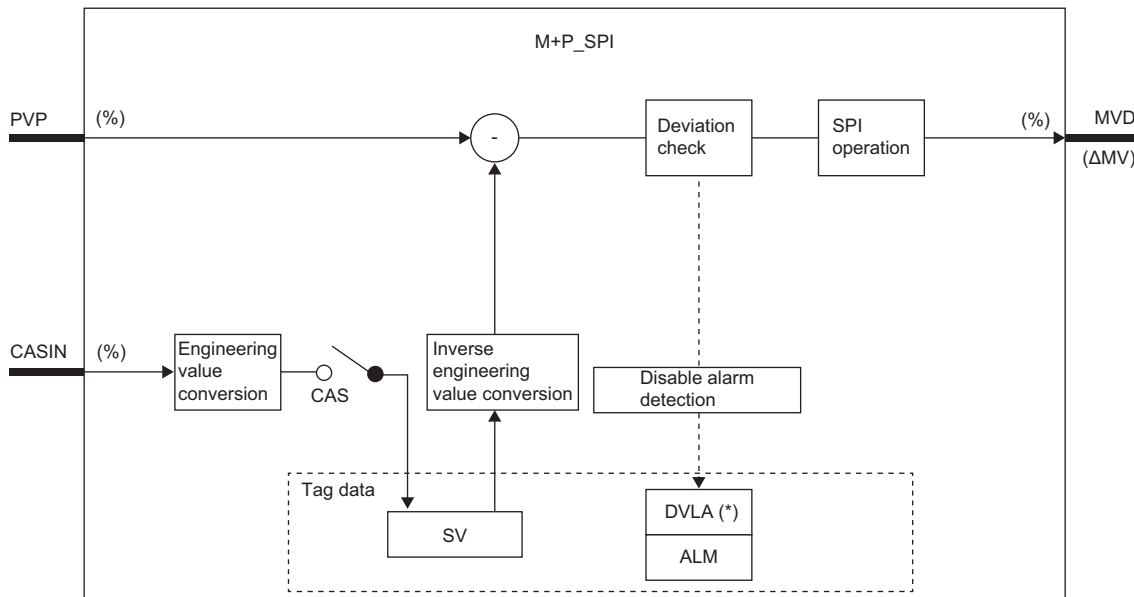 M+P_SPI
PVP
(%)
-
Deviation
check
SPI
operation
(%)
MVD
(ΔMV)
CASIN
(%)
Engineering
value
conversion
CAS
Inverse
engineering
value conversion
Disable alarm
detection
Tag data
SV
DVLA (*)
ALM